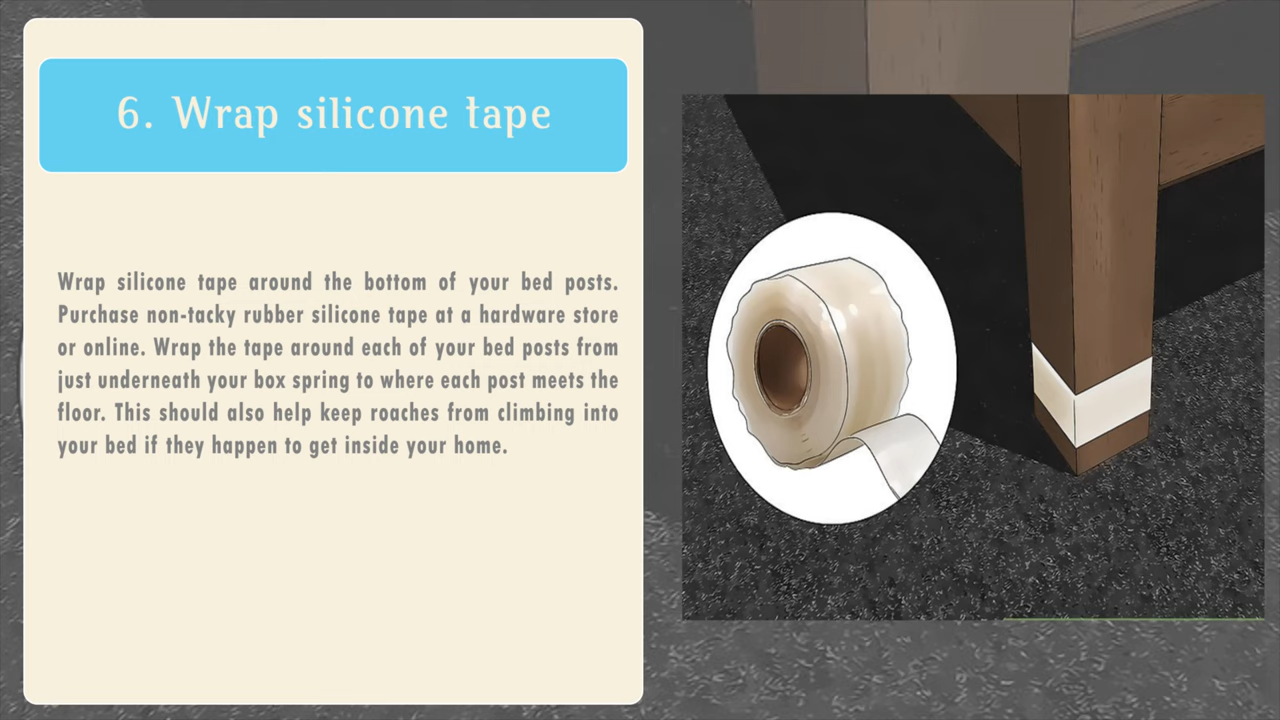 6. Wrap silicone tape
Wrap silicone tape around the bottom of your bed posts.
Purchase non-tacky rubber silicone tape at a hardware store
or online. Wrap the tape around each of your bed posts from
just underneath your box spring to where each post meets the
floor. This should also help keep roaches from climbing into
your bed if they happen to get inside your home.